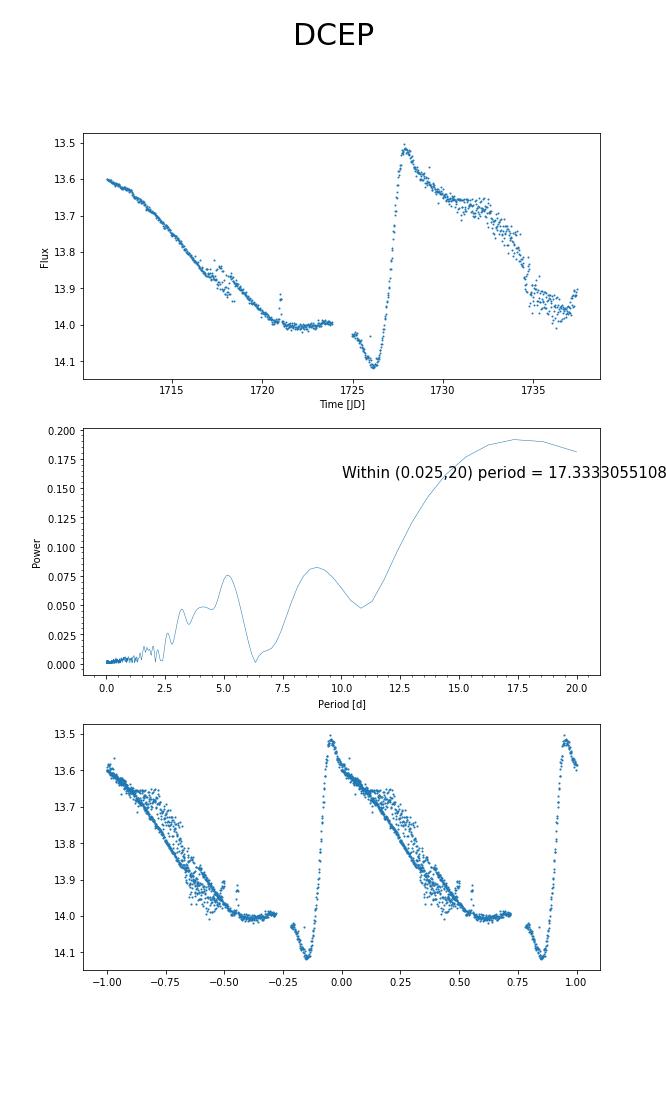 DCEP
13.5
13.6
13.7
13.8
13.9
14.0
14.1
Flux
1715 1720 1725 1730 1735
Time [JD]
0.200
0.175
0.150
0.125
0.100
0.075
0.050
0.025
0.000
Power
Within (0.025,20) period = 17.3333055108
0.0 2.5 5.0 7.5 10.0 12.5 15.0 17.5 20.0
Period [d]
13.5
13.6
13.7
13.8
13.9
14.0
14.1
−1.00 −0.75 −0.50 −0.25 0.00 0.25 0.50 0.75 1.00